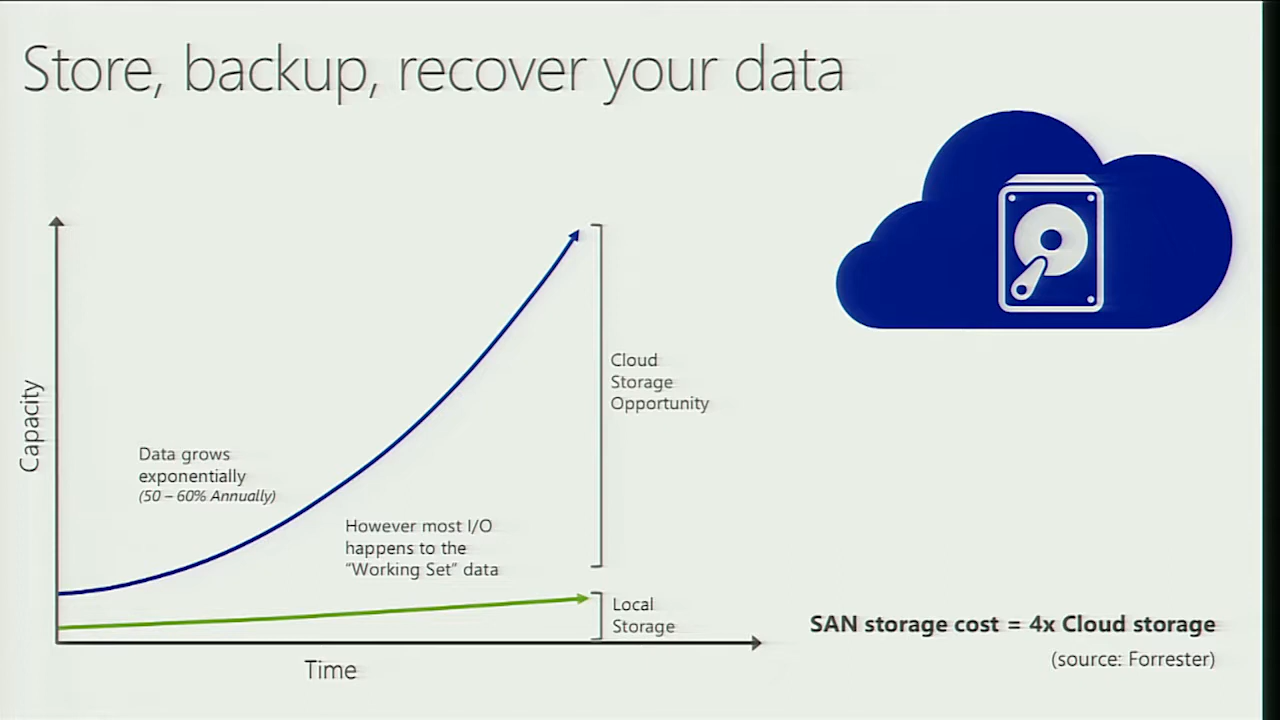 Store, backup, recover your data
Capacity
Data grows
exponentially
(50 – 60% Annually)
However most I/O
happens to the
“Working Set” data
Cloud
Storage
Opportunity
Local
Storage
Time
SAN storage cost = 4x Cloud storage
(source: Forrester)